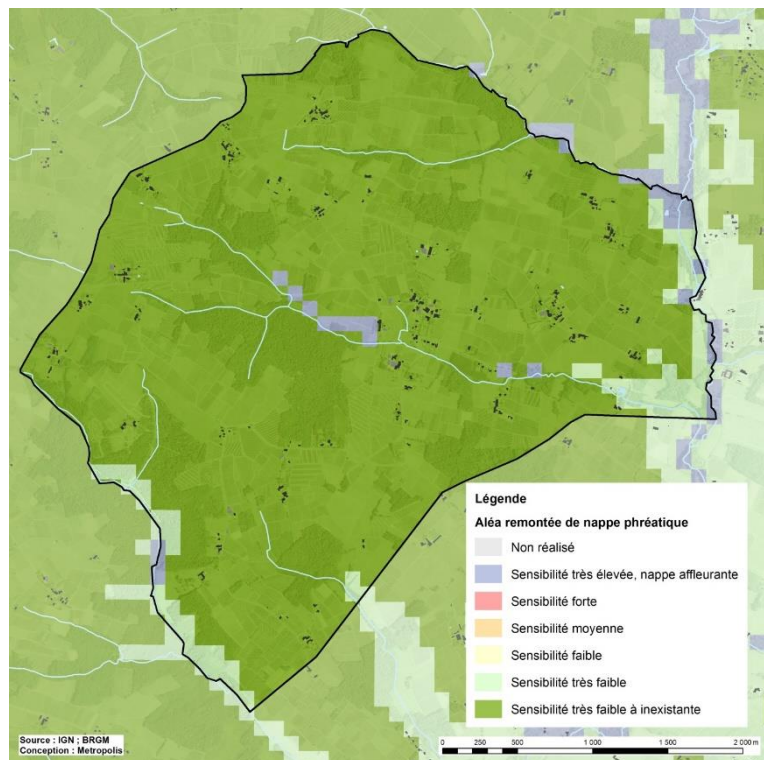 Légende
Aléa remontée de nappe phréatique
Non réalisé
Sensibilité très élevée, nappe affleurante
Sensibilité forte
Sensibilité moyenne
Sensibilité faible
Sensibilité très faible
Sensibilité très faible à inexistante
Source : IGN ; BRGM
Conception : Metropolis
0 250 500 1 000 1 500 2 000 m